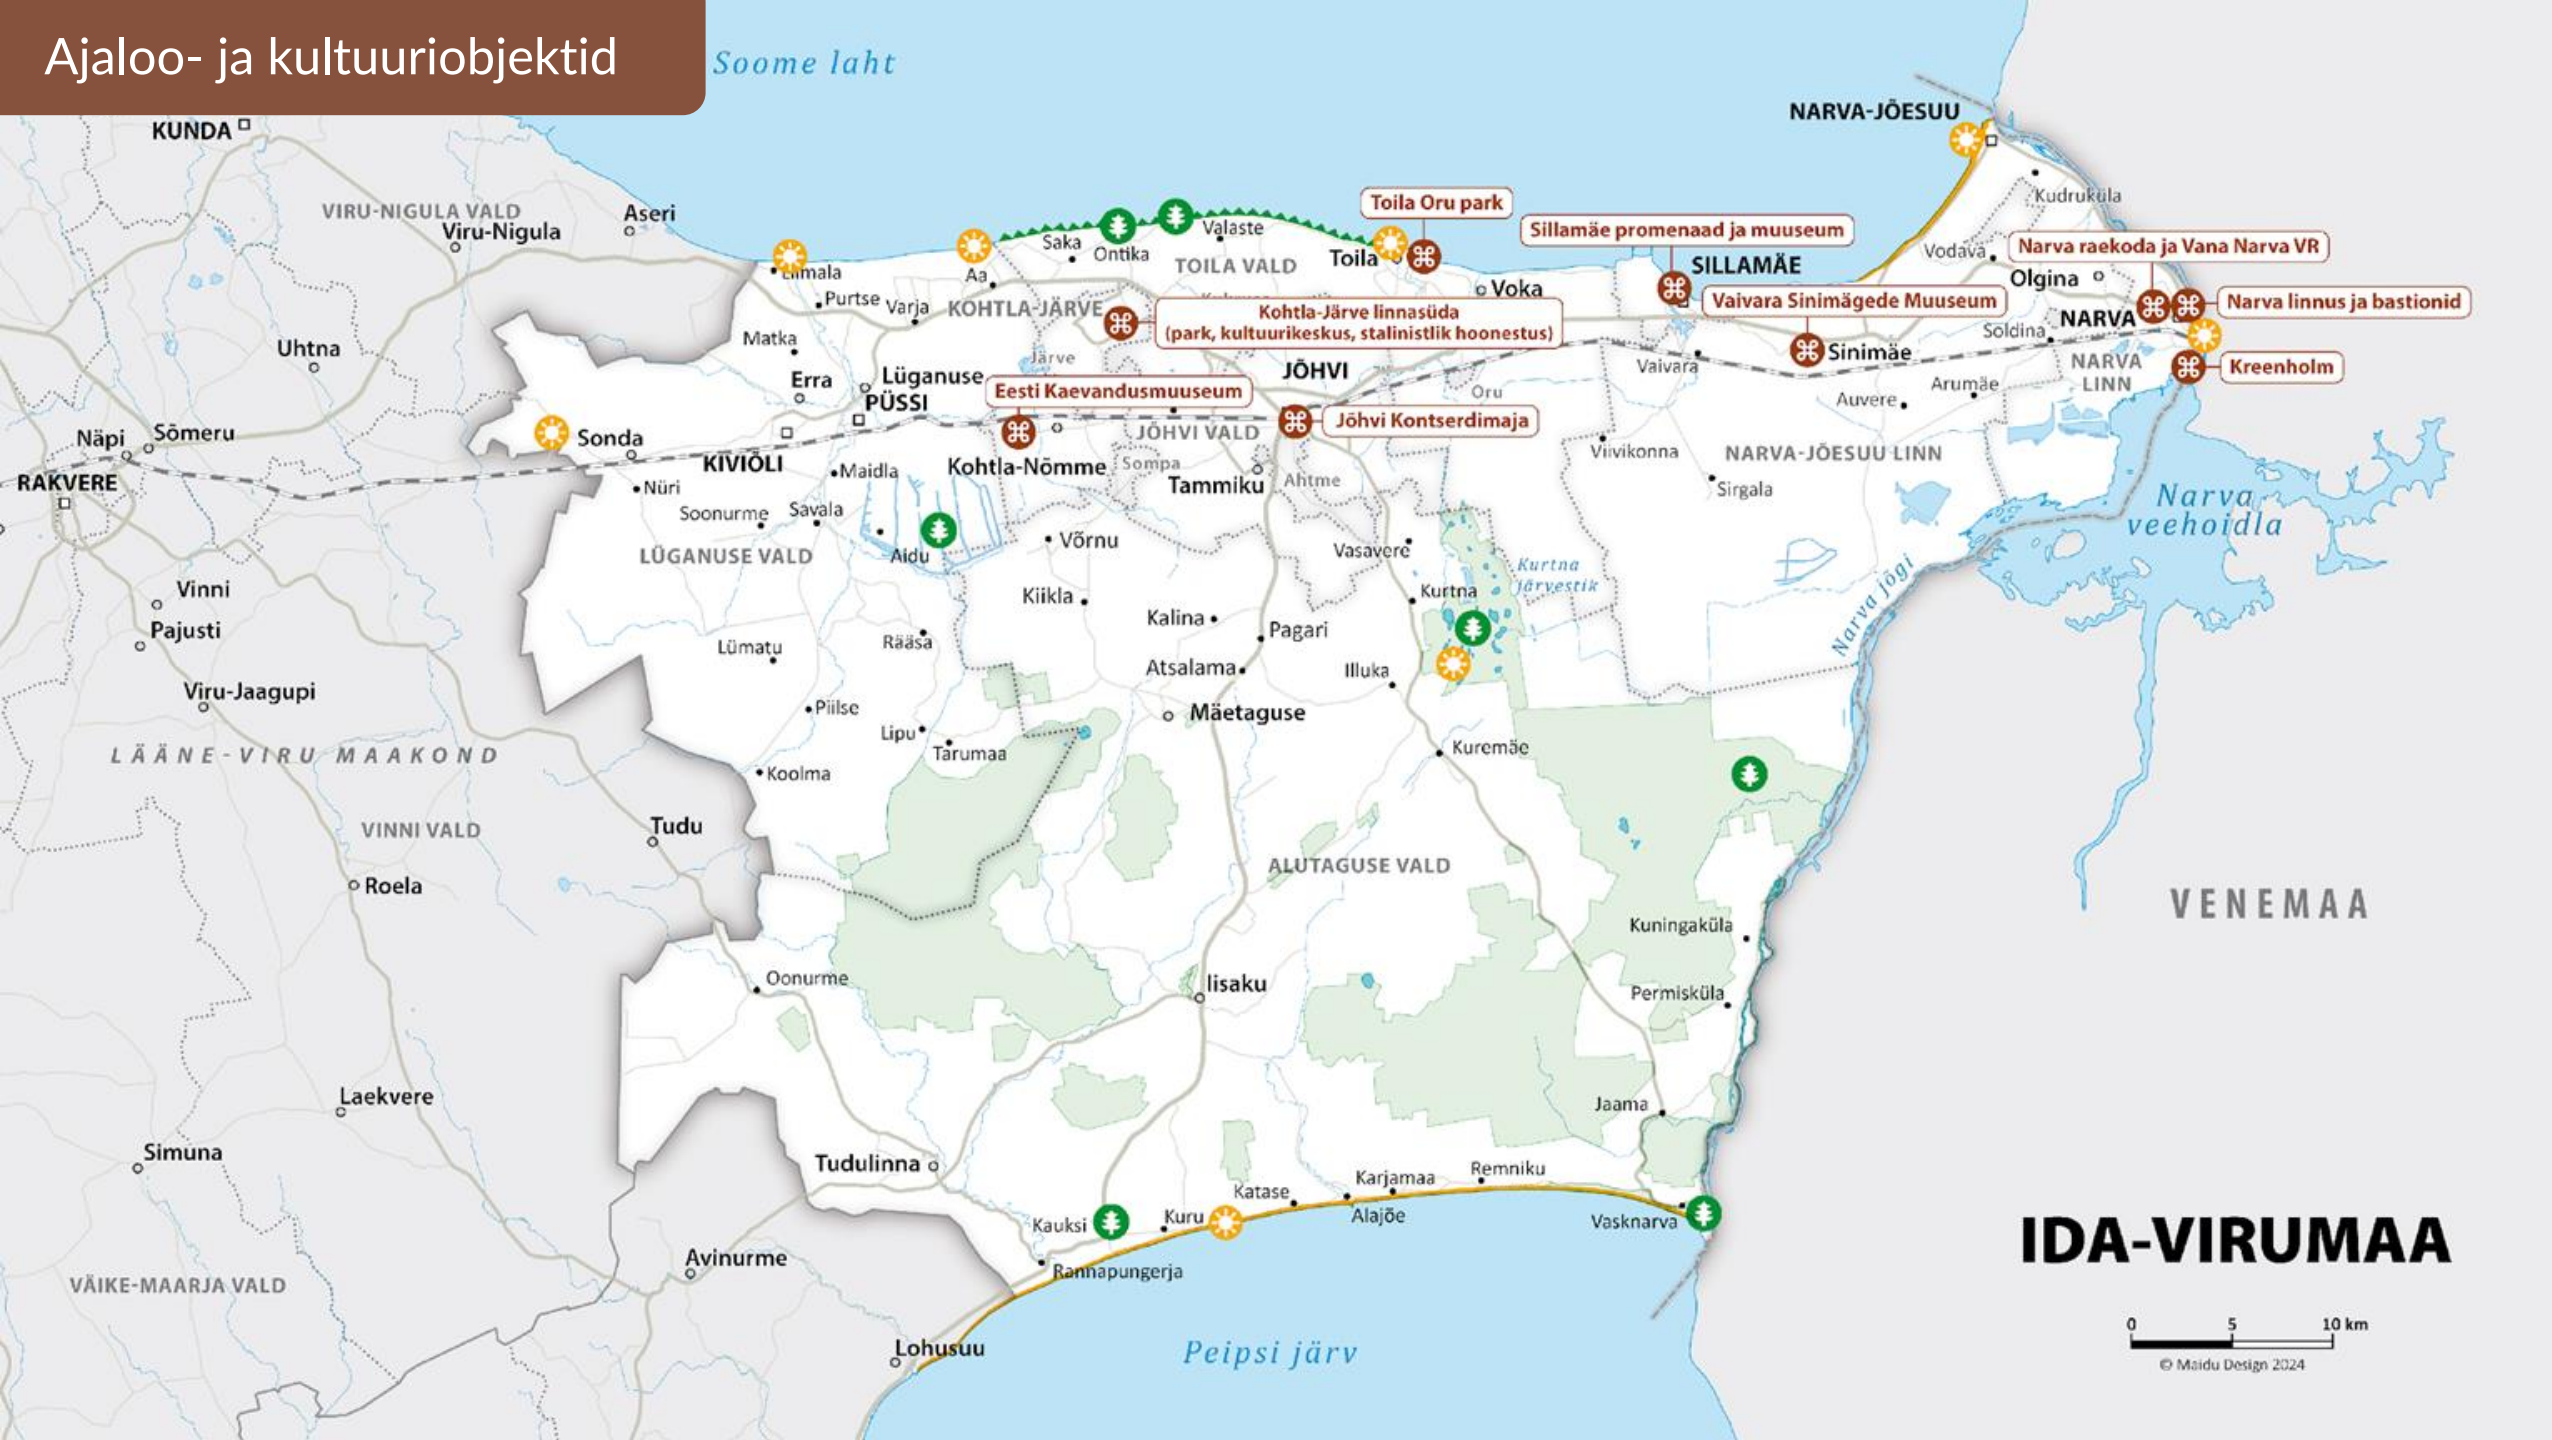 Ajaloo- ja kultuuriobjektid
Soome laht
KUNDA
NARVA-JÕESUU
VIRU-NIGULA VALD
Viru-Nigula
Aseri
Kudruküla
Toila Oru park
Sillamäe promenaad ja muuseum
Narva raekoda ja Vana Narva VR
Saka
Ontika
Valaste
Toila
TOILA VALD
SILLAMÄE
Vodava
Olgina
Aa
Purtse
Varja
KOHTLA-JÄRVE
Voka
Vaivara Sinimägede Muuseum
Narva linnus ja bastionid
Kohtla-Järve linnasüda
(park, kultuurikeskus, stalinistlik hoonestus)
NARVA
Soldina
Matka
Uhtna
Järve
JÕHVI
Vaivara
Sinimäe
NARVA
LINN
Kreenholm
Erra
Lüganuse
PÜSSI
Eesti Kaevandusmuuseum
Oru
Auvere
Arumäe
Jõhvi Kontserdimaja
JÕHVI VALD
Näpi
Sõmeru
Sonda
KIVIÕLI
Maidla
Kohtla-Nõmme
Sompa
Tammiku
Ahtme
Viivikonna
NARVA-JÕESUU LINN
RAKVERE
Nüri
Sirgala
Soonurme
Savala
Narva
veehoidla
LÜGANUSE VALD
Aidu
Võrnu
Vasavere
Kurtna
järvestik
Vinni
Kiikla
Kurtna
Narva jõgi
Pajusti
Kalina
Pagari
Lümatu
Rääsa
Atsalama
Illuka
Viru-Jaagupi
Piilse
Mäetaguse
Lipu
Tarumaa
Kuremäe
LÄÄNE-VIRU MAAKOND
Koolma
VINNI VALD
Tudu
ALUTAGUSE VALD
Roela
VENEMAA
Kuningaküla
Oonurme
Iisaku
Permisküla
Laekvere
Jaama
Simuna
Tudulinna
Katase
Karjamaa
Remniku
Kauksi
Kuru
Alajõe
Vasknarva
IDA-VIRUMAA
Avinurme
Rannapungerja
VÄIKE-MAARJA VALD
0 5 10 km
Lohusuu
Peipsi järv
© Maidu Design 2024